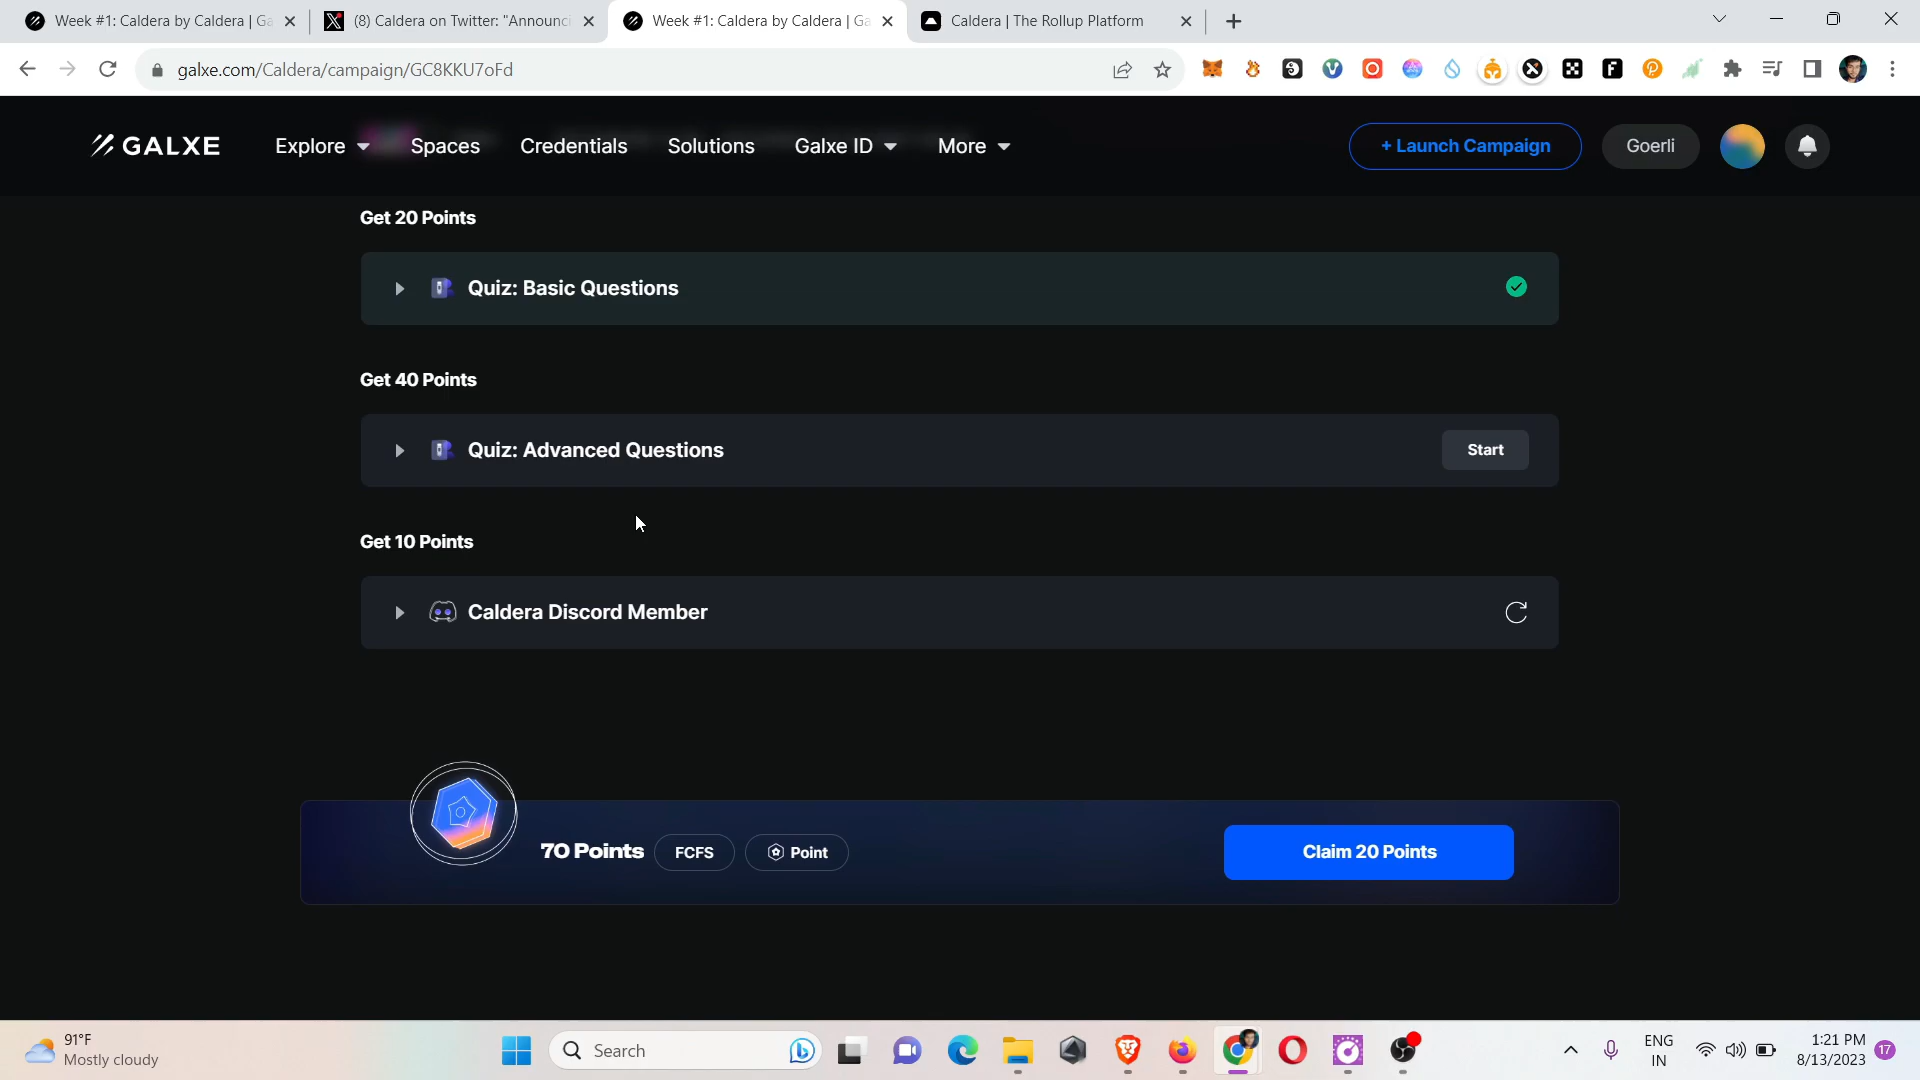 Week #1: Caldera by Caldera | Ga
(8) Caldera on Twitter: "Announci
Week #1: Caldera by Caldera | Ga
Caldera | The Rollup Platform
galxe.com/Caldera/campaign/GC8KKU7oFd
GALXE
Explore
Spaces
Credentials
Solutions
Galxe ID
More
+ Launch Campaign
Goerli
Get 20 Points
Quiz: Basic Questions
Get 40 Points
Quiz: Advanced Questions
Start
Get 10 Points
Caldera Discord Member
70 Points
FCFS
Point
Claim 20 Points
91°F
Mostly cloudy
Search
ENG
IN
1:21 PM
8/13/2023
17